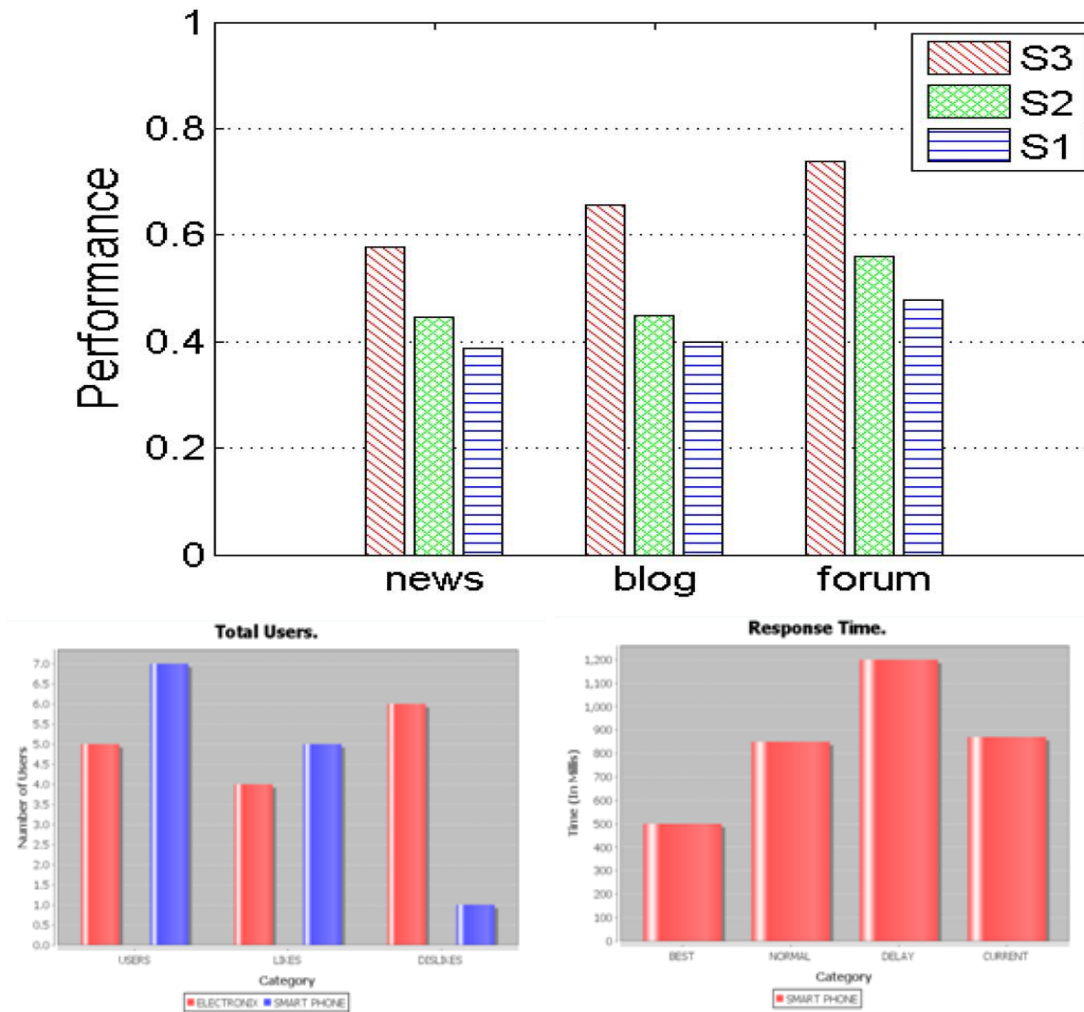 1
0.8
0.6
0.4
0.2
0
Performance
S3
S2
S1
news blog forum
Total Users.
7.0
6.5
6.0
5.5
5.0
4.5
4.0
3.5
3.0
2.5
2.0
1.5
1.0
0.5
0.0
Number of Users
USERS LIKES DISLIKES
Category
ELECTRONIX SMART PHONE
Response Time.
1,200
1,100
1,000
900
800
700
600
500
400
300
200
100
0
Time (In Millis)
BEST NORMAL DELAY CURRENT
Category
SMART PHONE